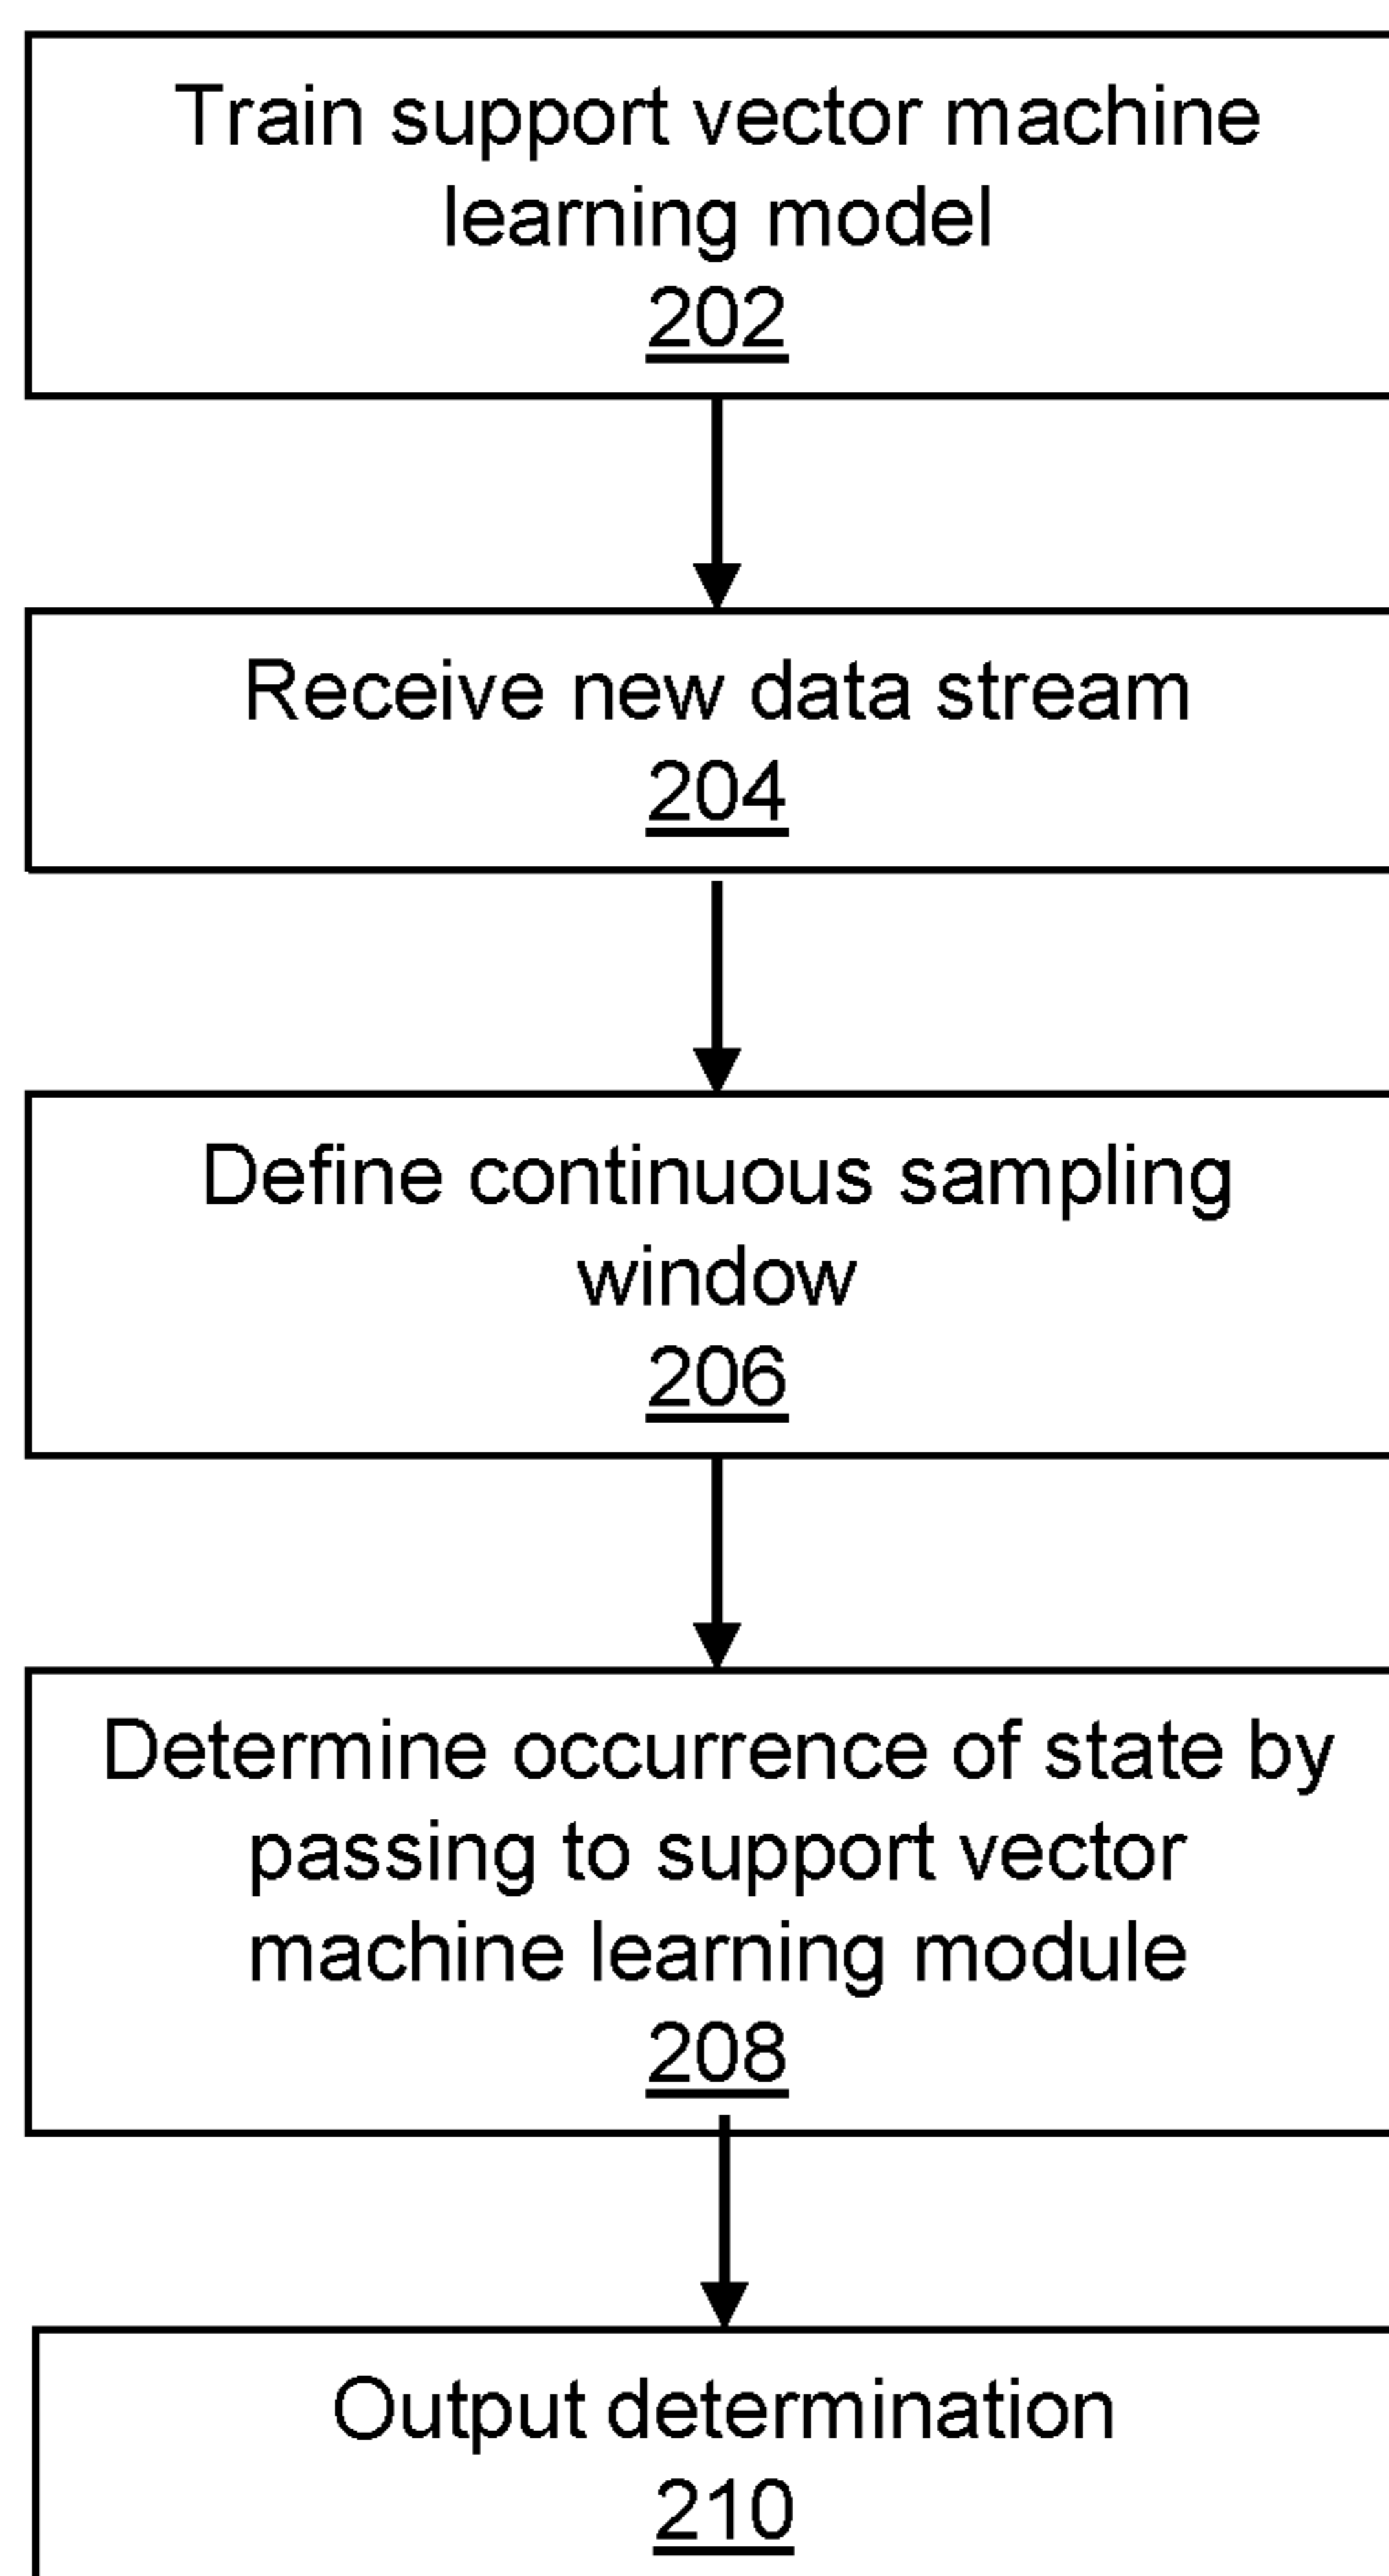 Train support vector machine
learning model
202
Receive new data stream
204
Define continuous sampling
window
206
Determine occurrence of state by
passing to support vector
machine learning module
208
Output determination
210